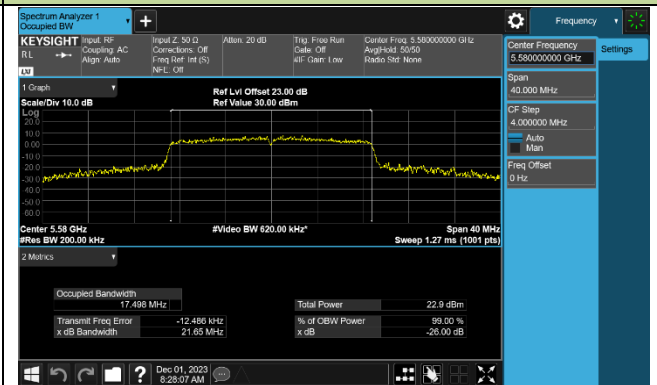 Spectrum Analyzer 1
Occupied BW
Frequency
KEYSIGHT
RL
LXI
Input: RF
Coupling: AC
Align: Auto
Input Z: 50 Ω
Corrections: Off
Freq Ref: Int (S)
NFE: Off
Atten: 20 dB
Trig: Free Run
Gate: Off
#IF Gain: Low
Center Freq: 5.580000000 GHz
Avg|Hold: 50/50
Radio Std: None
Center Frequency
5.580000000 GHz
Settings
Span
40.000 MHz
CF Step
4.000000 MHz
Auto
Man
Freq Offset
0 Hz
1 Graph
Scale/Div 10.0 dB
Ref Lvl Offset 23.00 dB
Ref Value 30.00 dBm
Log
20.0
10.0
0.00
-10.0
-20.0
-30.0
-40.0
-50.0
-60.0
Center 5.58 GHz
#Video BW 620.00 kHz*
Span 40 MHz
#Res BW 200.00 kHz
Sweep 1.27 ms (1001 pts)
2 Metrics
Occupied Bandwidth
17.498 MHz
Total Power
22.9 dBm
Transmit Freq Error
-12.486 kHz
% of OBW Power
99.00 %
x dB Bandwidth
21.65 MHz
x dB
-26.00 dB
?
Dec 01, 2023
8:28:07 AM